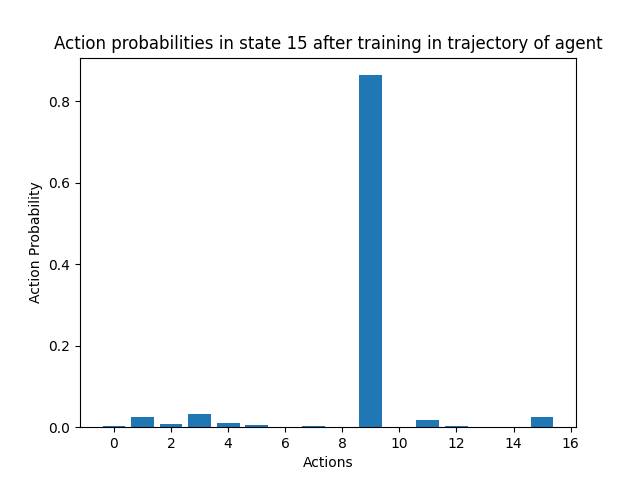 Action probabilities in state 15 after training in trajectory of agent
Action Probability
0.8
0.6
0.4
0.2
0.0
0 2 4 6 8 10 12 14 16
Actions